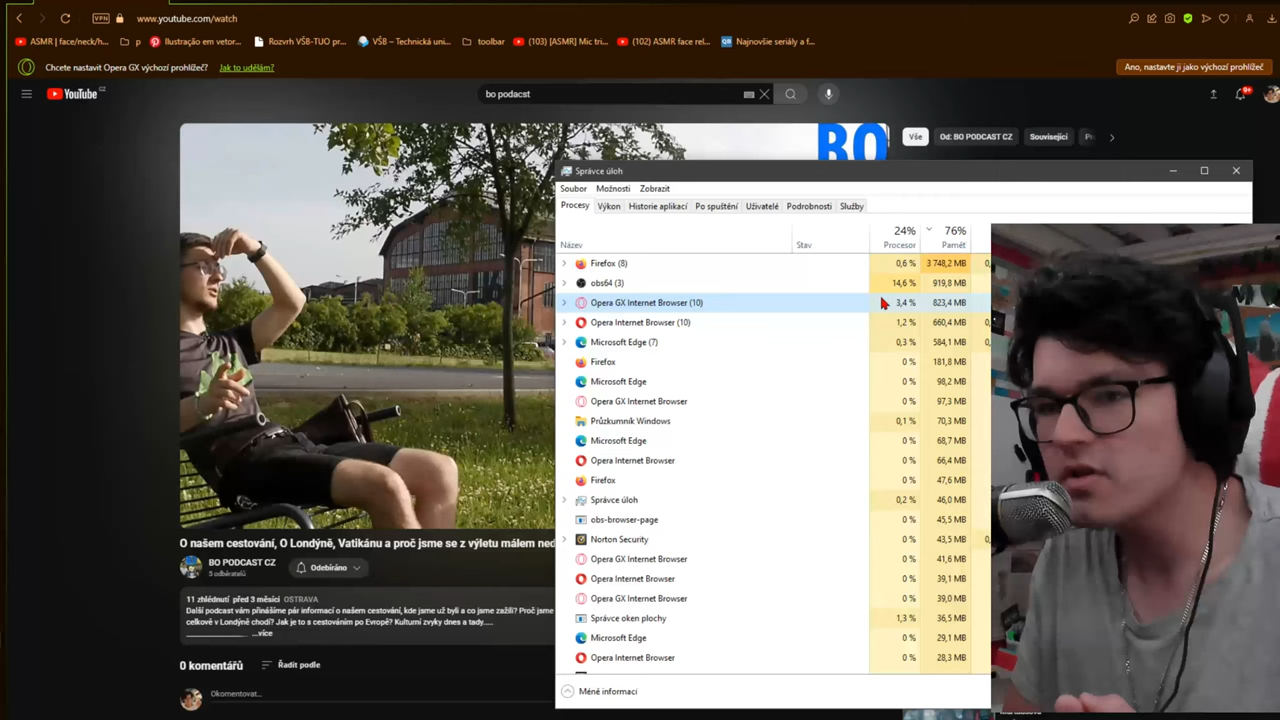 VPN
www.youtube.com/watch
ASMR | face/neck/h...
p
Ilustração em vetor...
Rozvrh VŠB-TUO pr...
VŠB – Technická uni...
toolbar
(103) [ASMR] Mic tri...
(102) ASMR face rel...
Najnovšie seriály a f...
Chcete nastavit Opera GX výchozí prohlížeč?
Jak to udělám?
Ano, nastavte ji jako výchozí prohlížeč
YouTube CZ
bo podacst
9+
BO
Vše
Od: BO PODCAST CZ
Související
Správce úloh
Soubor
Možnosti
Zobrazit
Procesy
Výkon
Historie aplikací
Po spuštění
Uživatelé
Podrobnosti
Služby
24%
76%
Název
Stav
Procesor
Paměť
Firefox (8) 0,6 % 3 748,2 MB
obs64 (3) 14,6 % 919,8 MB
Opera GX Internet Browser (10) 3,4 % 823,4 MB
Opera Internet Browser (10) 1,2 % 660,4 MB
Microsoft Edge (7) 0,3 % 584,1 MB
Firefox 0 % 181,8 MB
Microsoft Edge 0 % 98,2 MB
Opera GX Internet Browser 0 % 97,3 MB
Průzkumník Windows 0,1 % 70,3 MB
Microsoft Edge 0 % 68,7 MB
Opera Internet Browser 0 % 66,4 MB
Firefox 0 % 47,6 MB
Správce úloh 0,2 % 46,0 MB
obs-browser-page 0 % 45,5 MB
Norton Security 0 % 43,5 MB
Opera GX Internet Browser 0 % 41,6 MB
Opera Internet Browser 0 % 39,1 MB
Opera GX Internet Browser 0 % 39,0 MB
Správce oken plochy 1,3 % 36,5 MB
Microsoft Edge 0 % 29,1 MB
Opera Internet Browser 0 % 28,3 MB
Méně informací
O našem cestování, O Londýně, Vatikánu a proč jsme se z výletu málem ned
BO PODCAST CZ
5 odběratelů
Odebíráno
11 zhlédnutí před 3 měsíci OSTRAVA
Další podcast vám přinášíme pár informací o našem cestování, kde jsme už byli a co jsme zažili? Proč jsme
celkově v Londýně chodí? Jak je to s cestováním po Evropě? Kulturní zvyky dnes a tady.....
...více
0 komentářů
Řadit podle
Okomentovat...